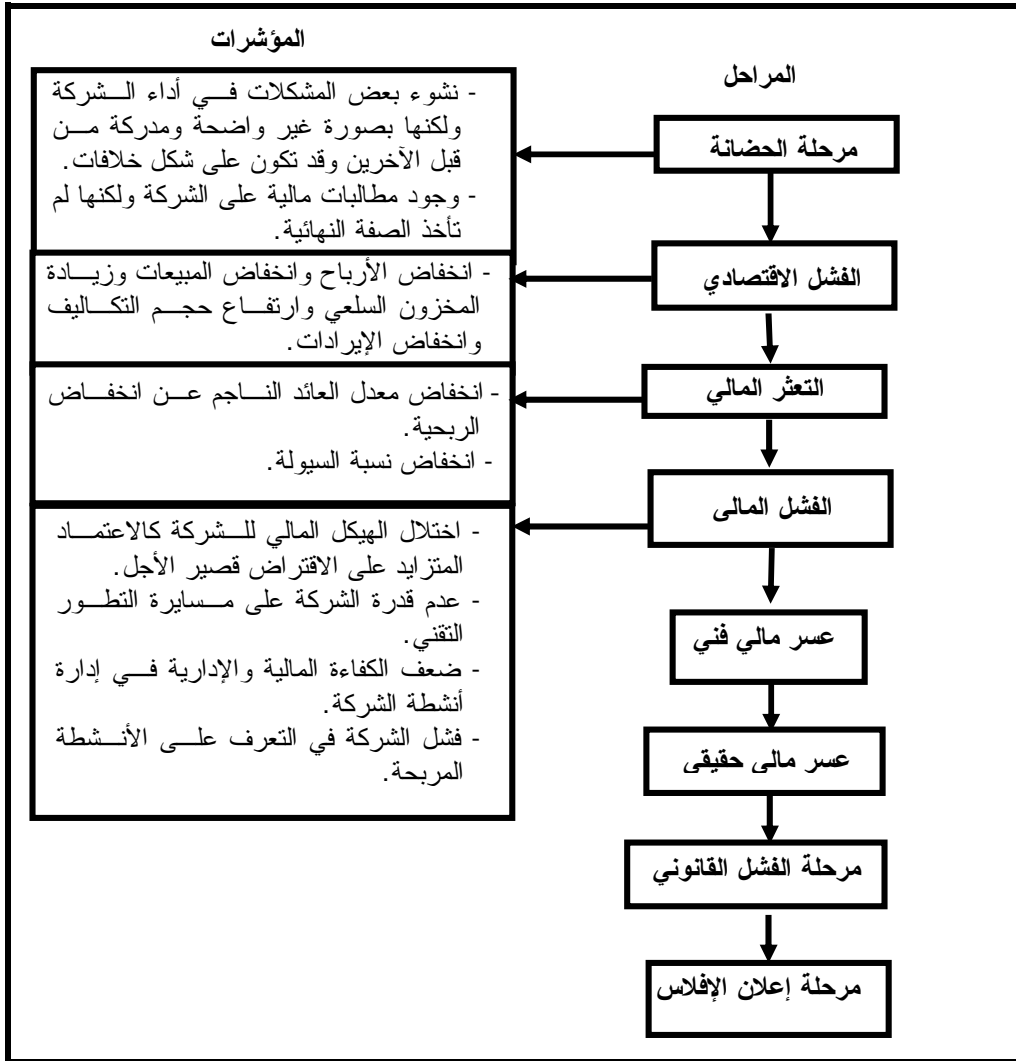 المؤشرات
المراحل
- نشوء بعض المشكلات في أداء الشركة
ولكنها بصورة غير واضحة ومدركة من
قبل الآخرين وقد تكون على شكل خلافات.
- وجود مطالبات مالية على الشركة ولكنها لم
تأخذ الصفة النهائية.
مرحلة الحضانة
- انخفاض الأرباح وانخفاض المبيعات وزيادة
المخزون السلعي وارتفاع حجم التكاليف
وانخفاض الإيرادات.
الفشل الاقتصادي
- انخفاض معدل العائد الناجم عن انخفاض
الربحية.
- انخفاض نسبة السيولة.
التعثر المالي
- اختلال الهيكل المالي للشركة كالاعتماد
المتزايد على الاقتراض قصير الأجل.
- عدم قدرة الشركة على مسايرة التطور
التقني.
- ضعف الكفاءة المالية والإدارية في إدارة
أنشطة الشركة.
- فشل الشركة في التعرف على الأنشطة
المربحة.
الفشل المالى
عسر مالي فني
عسر مالى حقيقى
مرحلة الفشل القانوني
مرحلة إعلان الإفلاس